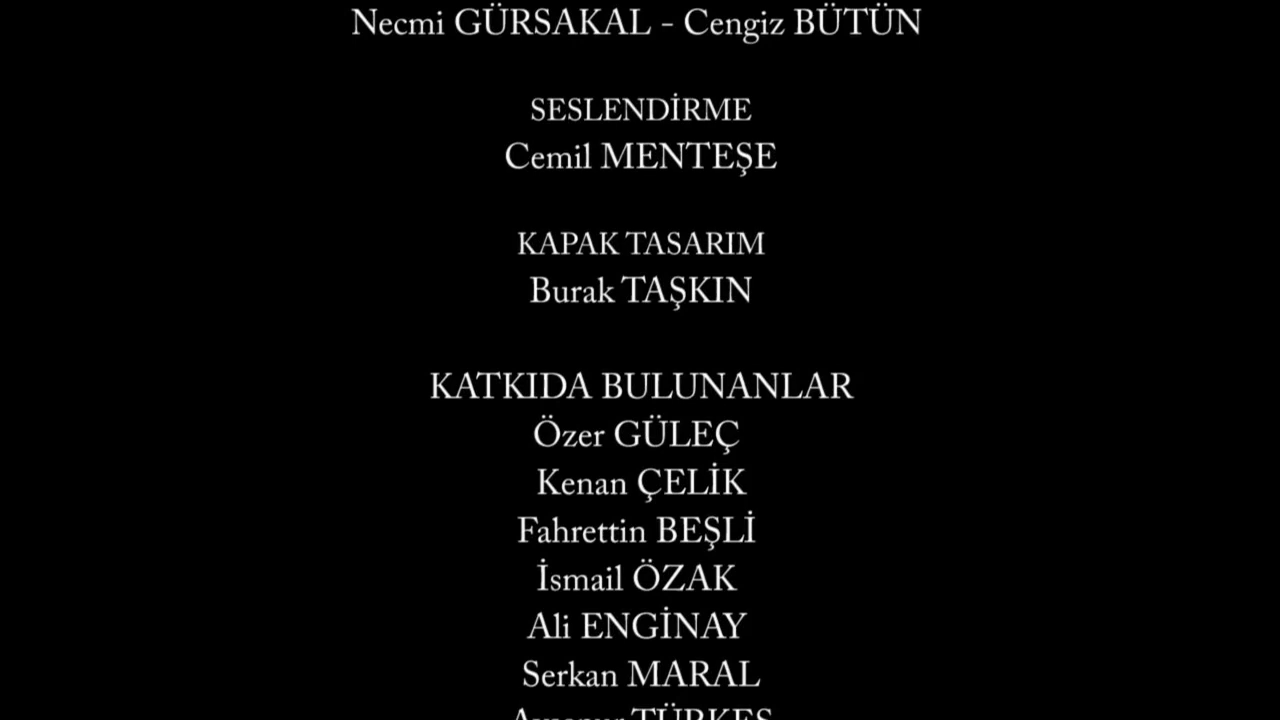 Necmi GÜRSAKAL - Cengiz BÜTÜN
SESLENDİRME
Cemil MENTEŞE
KAPAK TASARIM
Burak TAŞKIN
KATKIDA BULUNANLAR
Özer GÜLEÇ
Kenan ÇELİK
Fahrettin BEŞLİ
İsmail ÖZAK
Ali ENGİNAY
Serkan MARAL